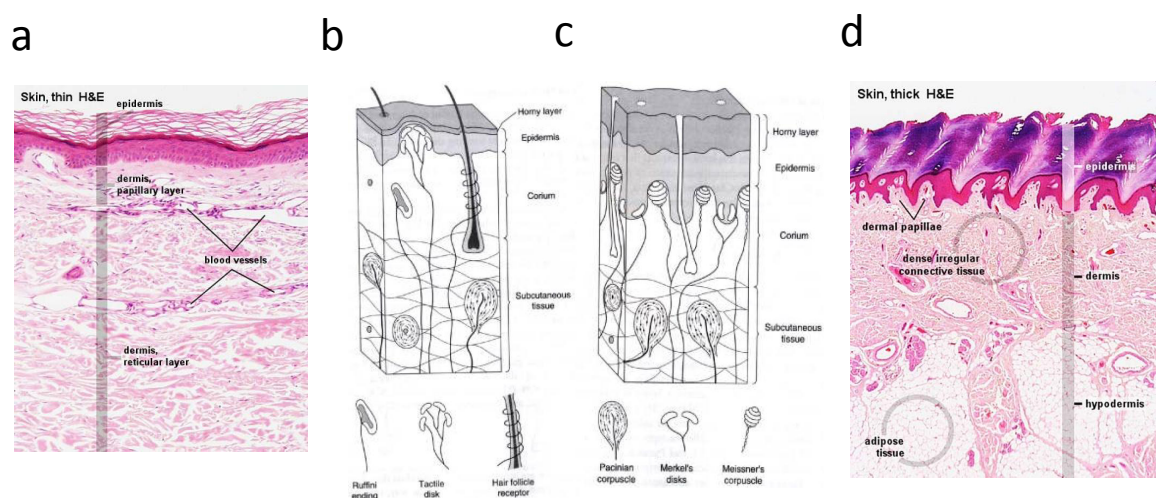 a
b
c
d
Skin, thin H&E
epidermis
dermis,
papillary layer
blood vessels
dermis,
reticular layer
Horny layer
Epidermis
Corium
Subcutaneous
tissue
Ruffini
ending
Tactile
disk
Hair follicle
receptor
Horny layer
Epidermis
Corium
Subcutaneous
tissue
Pacinian
corpuscle
Merkel's
disks
Meissner's
corpuscle
Skin, thick H&E
epidermis
dermal papillae
dense irregular
connective tissue
dermis
hypodermis
adipose
tissue